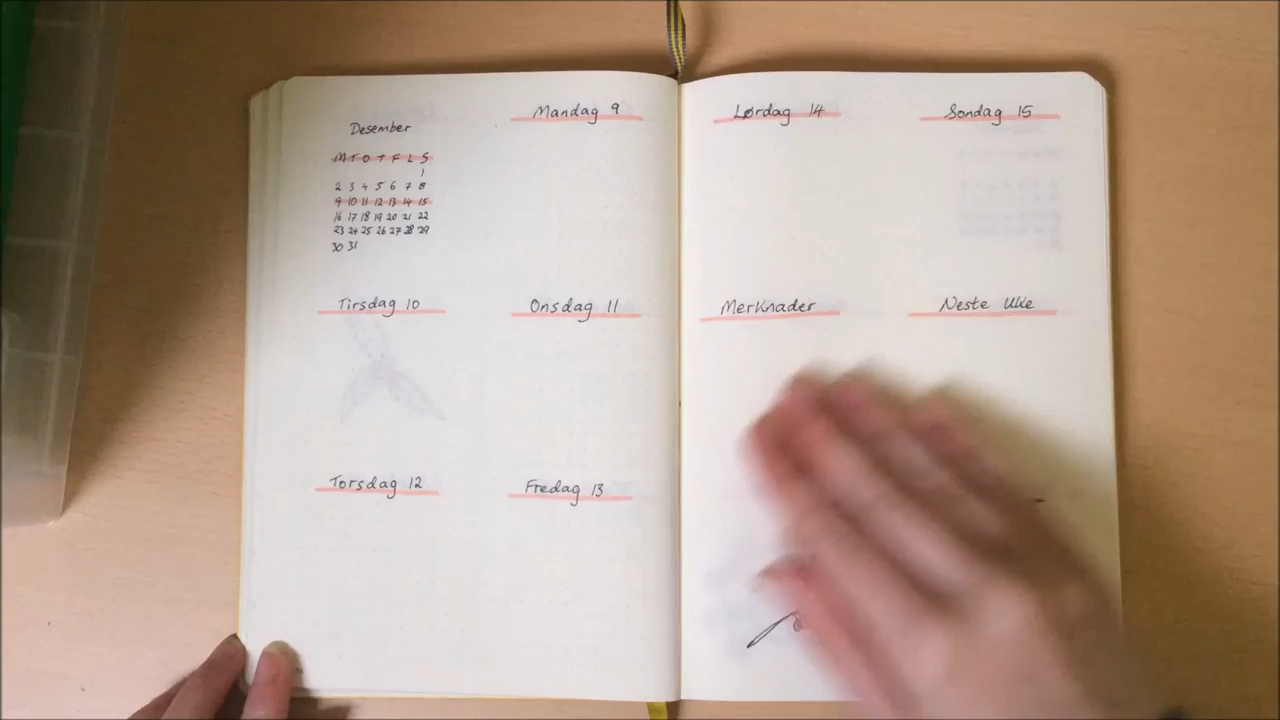 Desember
M T O T F L S
1
2 3 4 5 6 7 8
9 10 11 12 13 14 15
16 17 18 19 20 21 22
23 24 25 26 27 28 29
30 31
Mandag 9
Tirsdag 10
Onsdag 11
Torsdag 12
Fredag 13
Lørdag 14
Søndag 15
Merknader
Neste Uke